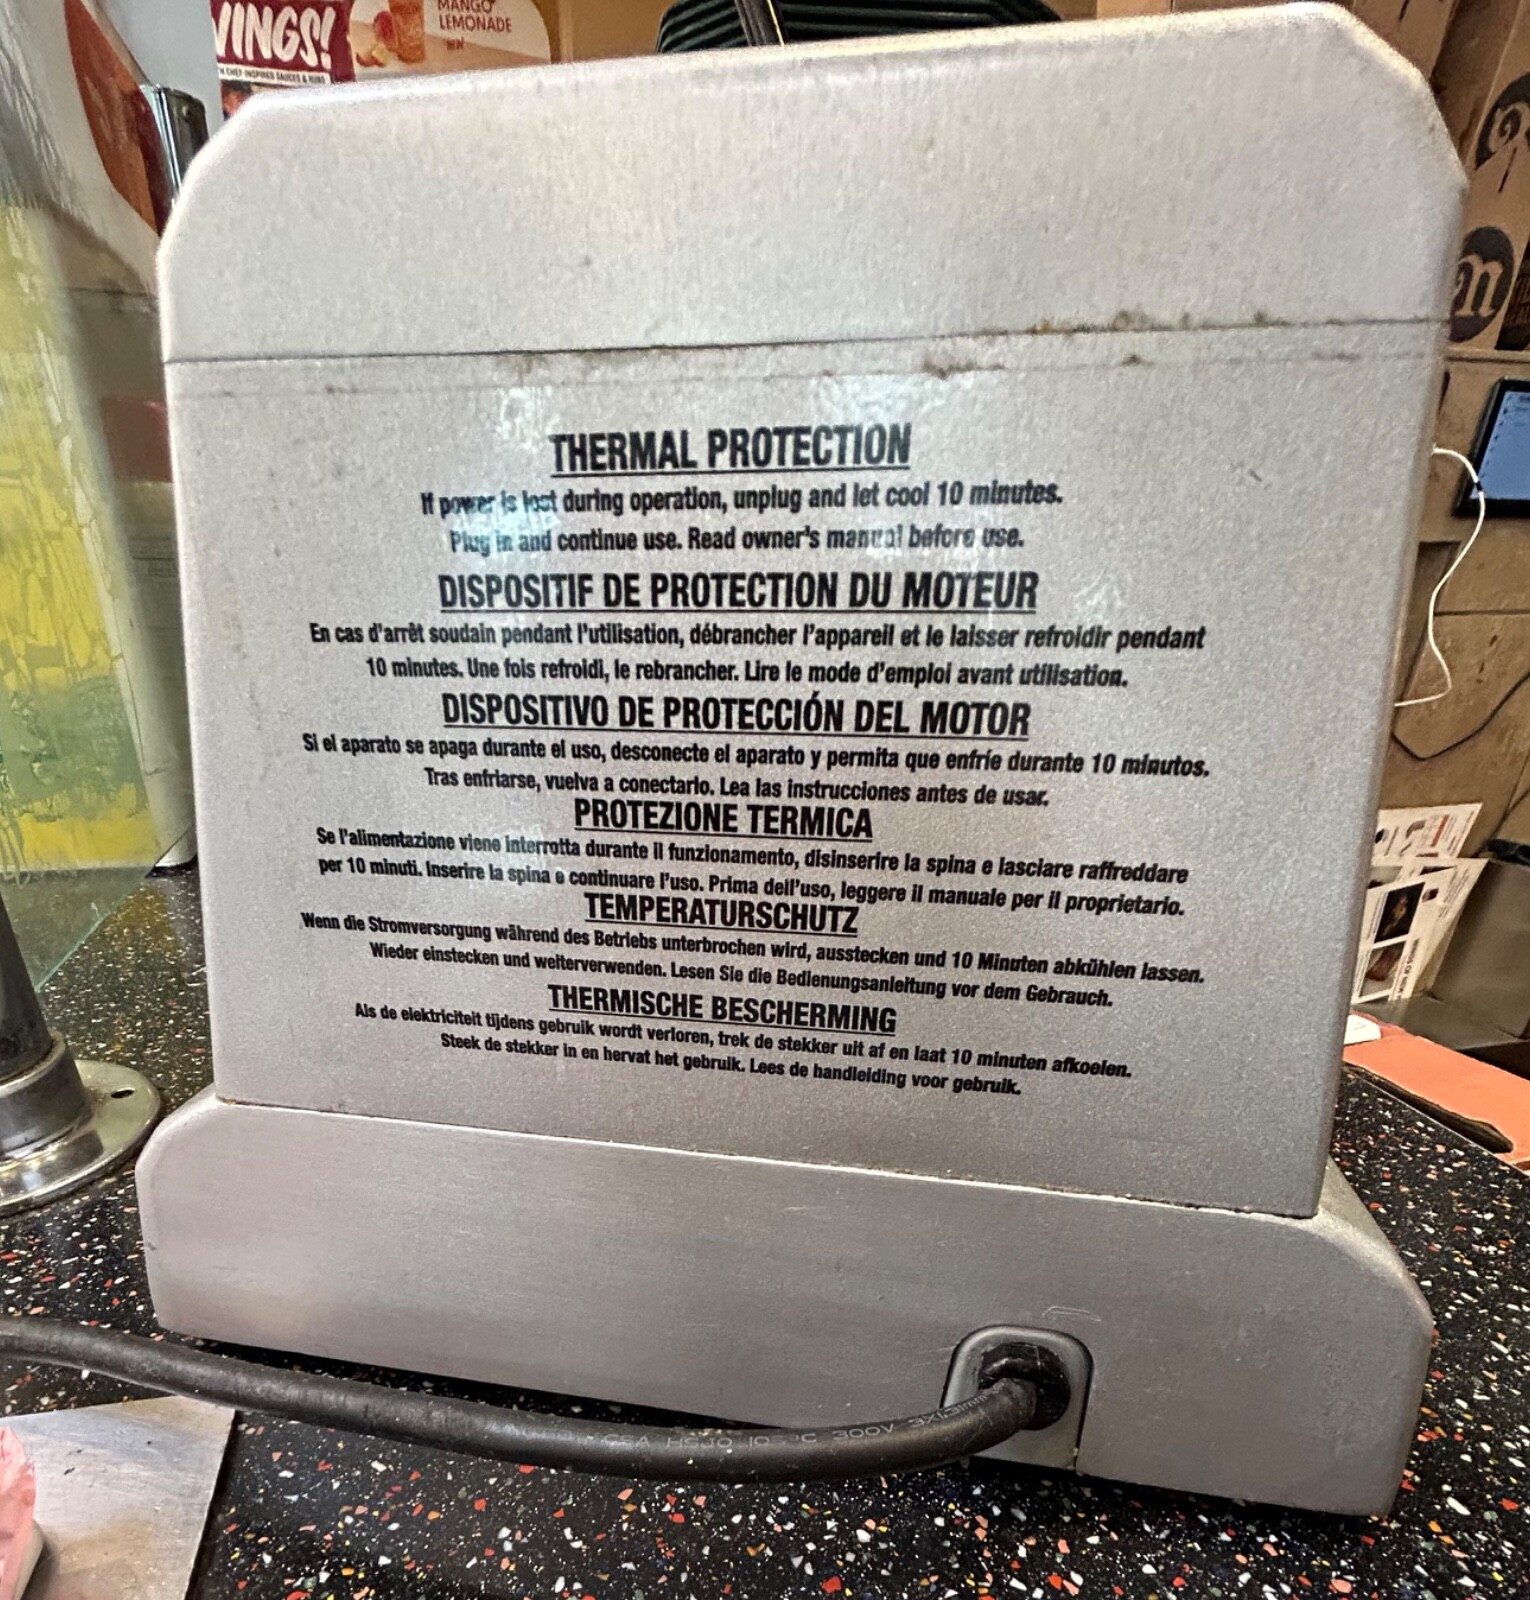 WINGS!
CHEF-INSPIRED SAUCES & RUBS
MANGO
LEMONADE
THERMAL PROTECTION
If power is lost during operation, unplug and let cool 10 minutes.
Plug in and continue use. Read owner's manual before use.
DISPOSITIF DE PROTECTION DU MOTEUR
En cas d'arrêt soudain pendant l'utilisation, débrancher l'appareil et le laisser refroidir pendant
10 minutes. Une fois refroidi, le rebrancher. Lire le mode d'emploi avant utilisation.
DISPOSITIVO DE PROTECCIÓN DEL MOTOR
Si el aparato se apaga durante el uso, desconecte el aparato y permita que enfríe durante 10 minutos.
Tras enfriarse, vuelva a conectarlo. Lea las instrucciones antes de usar.
PROTEZIONE TERMICA
Se l'alimentazione viene interrotta durante il funzionamento, disinserire la spina e lasciare raffreddare
per 10 minuti. Inserire la spina e continuare l'uso. Prima dell'uso, leggere il manuale per il proprietario.
TEMPERATURSCHUTZ
Wenn die Stromversorgung während des Betriebs unterbrochen wird, ausstecken und 10 Minuten abkühlen lassen.
Wieder einstecken und weiterverwenden. Lesen Sie die Bedienungsanleitung vor dem Gebrauch.
THERMISCHE BESCHERMING
Als de elektriciteit tijdens gebruik wordt verloren, trek de stekker uit af en laat 10 minuten afkoelen.
Steek de stekker in en hervat het gebruik. Lees de handleiding voor gebruik.
CSA HSJO 300V